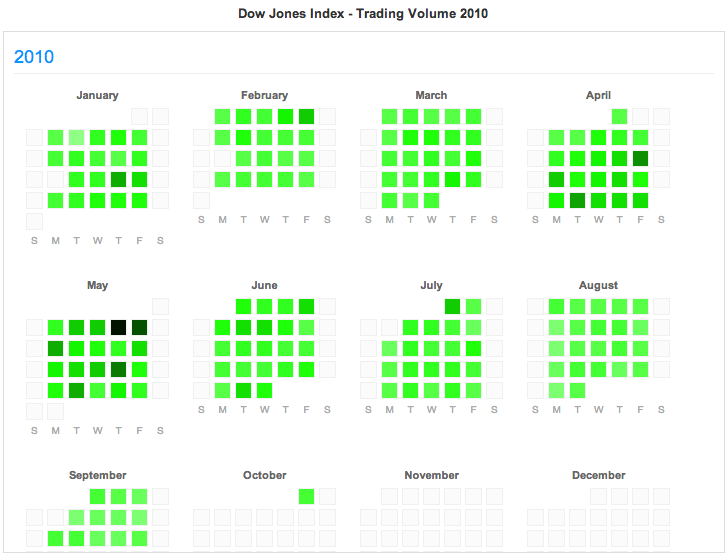 Dow Jones Index - Trading Volume 2010
2010
January February March April
S M T W T F S
S M T W T F S
S M T W T F S
S M T W T F S
May June July August
S M T W T F S
S M T W T F S
S M T W T F S
S M T W T F S
September October November December